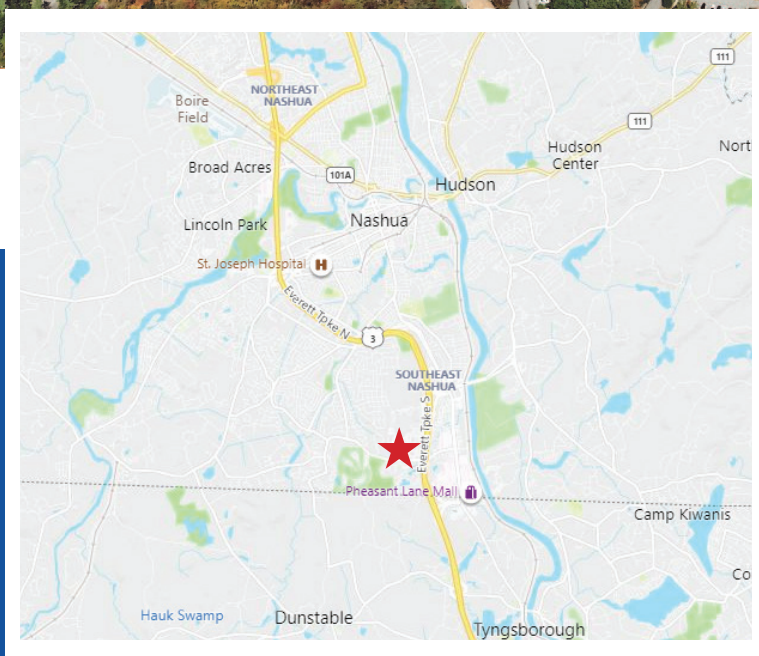 111
NORTHEAST
NASHUA
Boire
Field
111
Hudson
Center
Nort
Broad Acres
101A
Hudson
Lincoln Park
Nashua
St. Joseph Hospital
H
Everett Tpke N
3
SOUTHEAST
NASHUA
Everett Tpke S
Pheasant Lane Mall
Camp Kiwanis
Co
Hauk Swamp
Dunstable
Tyngsborough